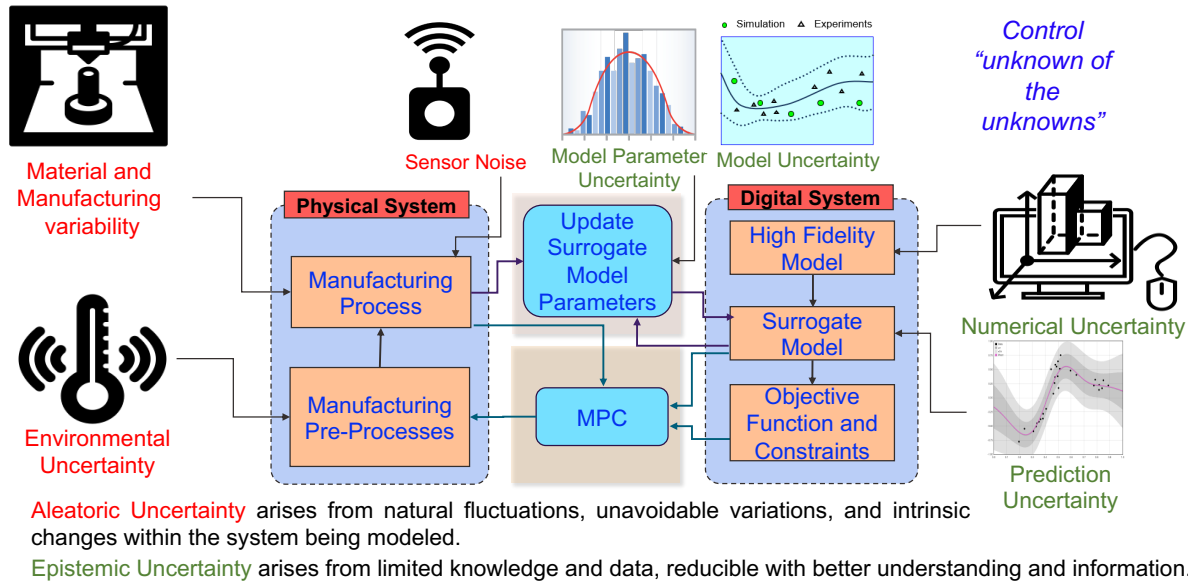 Simulation
Experiments
Control
“unknown of
the
unknowns”
Material and
Manufacturing
variability
Sensor Noise
Model Parameter
Uncertainty
Model Uncertainty
Physical System
Digital System
Update
Surrogate
Model
Parameters
High Fidelity
Model
Manufacturing
Process
Surrogate
Model
Numerical Uncertainty
Manufacturing
Pre-Processes
MPC
Objective
Function and
Constraints
Environmental
Uncertainty
Prediction
Uncertainty
Aleatoric Uncertainty arises from natural fluctuations, unavoidable variations, and intrinsic
changes within the system being modeled.
Epistemic Uncertainty arises from limited knowledge and data, reducible with better understanding and information.